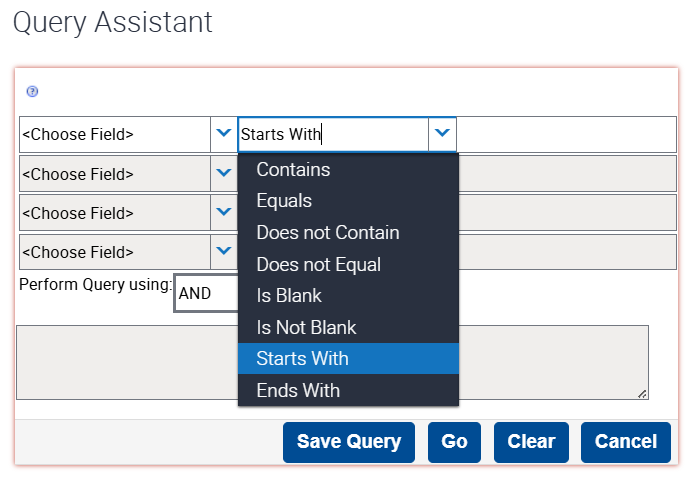 Query Assistant
?
<Choose Field> Starts With
Contains
<Choose Field>
Equals
<Choose Field>
Does not Contain
<Choose Field>
Does not Equal
Perform Query using: AND
Is Blank
Is Not Blank
Starts With
Ends With
Save Query Go Clear Cancel